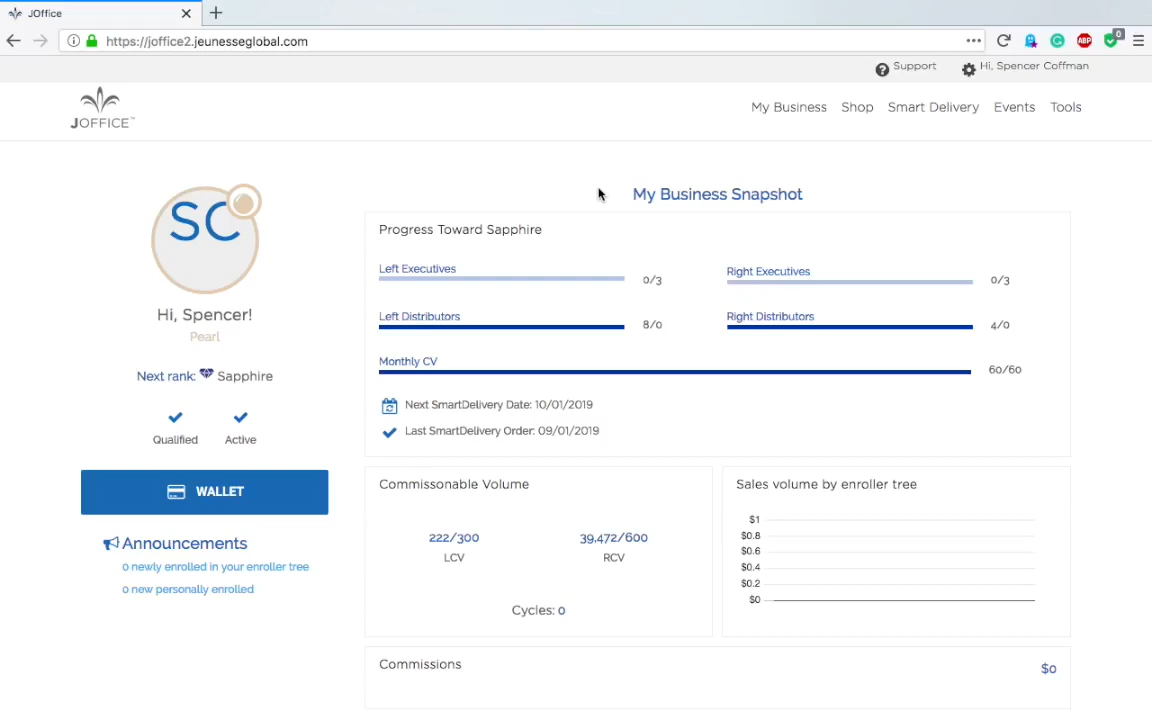 JOffice
https://joffice2.jeunesseglobal.com
ABP
0
Support
Hi, Spencer Coffman
JOFFICE™
My Business Shop Smart Delivery Events Tools
SC
Hi, Spencer!
Pearl
Next rank: Sapphire
Qualified Active
WALLET
Announcements
0 newly enrolled in your enroller tree
0 new personally enrolled
My Business Snapshot
Progress Toward Sapphire
Left Executives 0/3
Right Executives 0/3
Left Distributors 8/0
Right Distributors 4/0
Monthly CV 60/60
Next SmartDelivery Date: 10/01/2019
Last SmartDelivery Order: 09/01/2019
Commissonable Volume
222/300 39,472/600
LCV RCV
Cycles: 0
Sales volume by enroller tree
$1
$0.8
$0.6
$0.4
$0.2
$0
Commissions $0